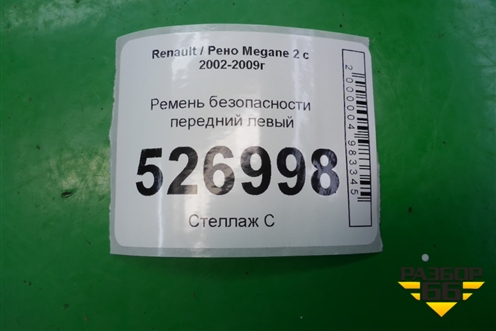 Renault / Рено Megane 2 с
2002-2009г
Ремень безопасности
передний левый
526998
Стеллаж С
2000004983345
РАЗБОР
66